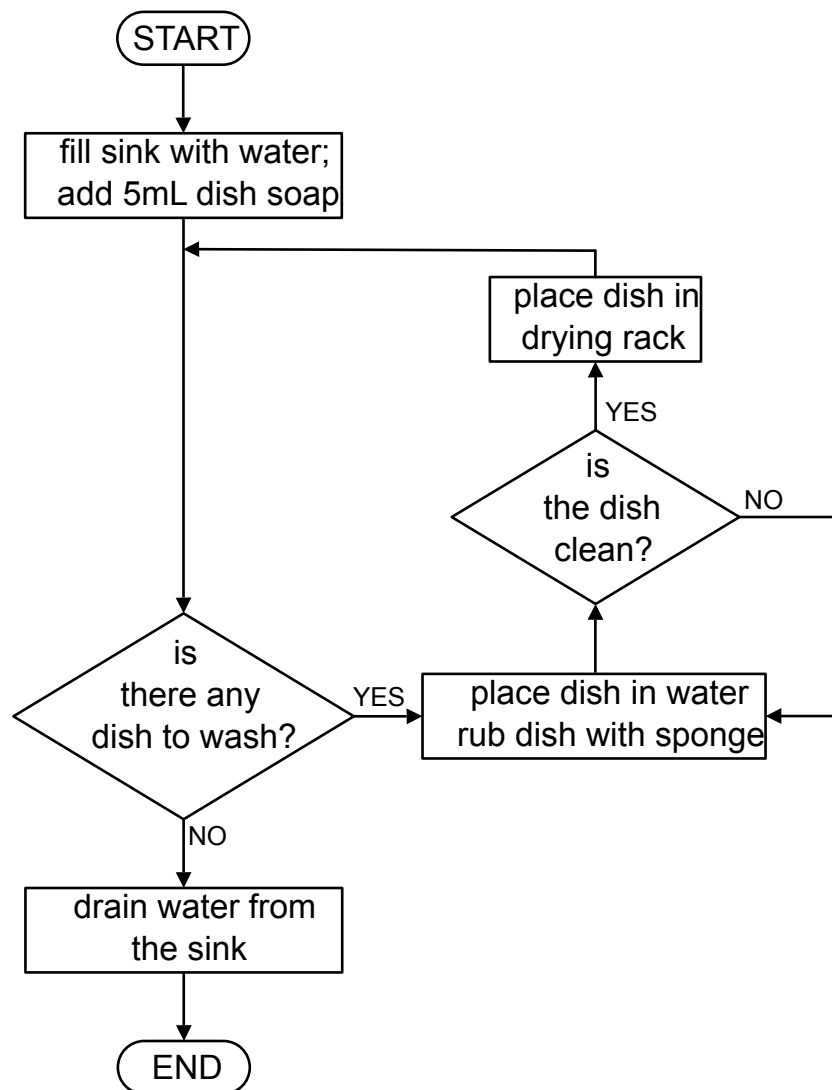 START
fill sink with water;
add 5mL dish soap
place dish in
drying rack
YES
is
the dish
clean?
NO
is
there any
dish to wash?
YES
place dish in water
rub dish with sponge
NO
drain water from
the sink
END